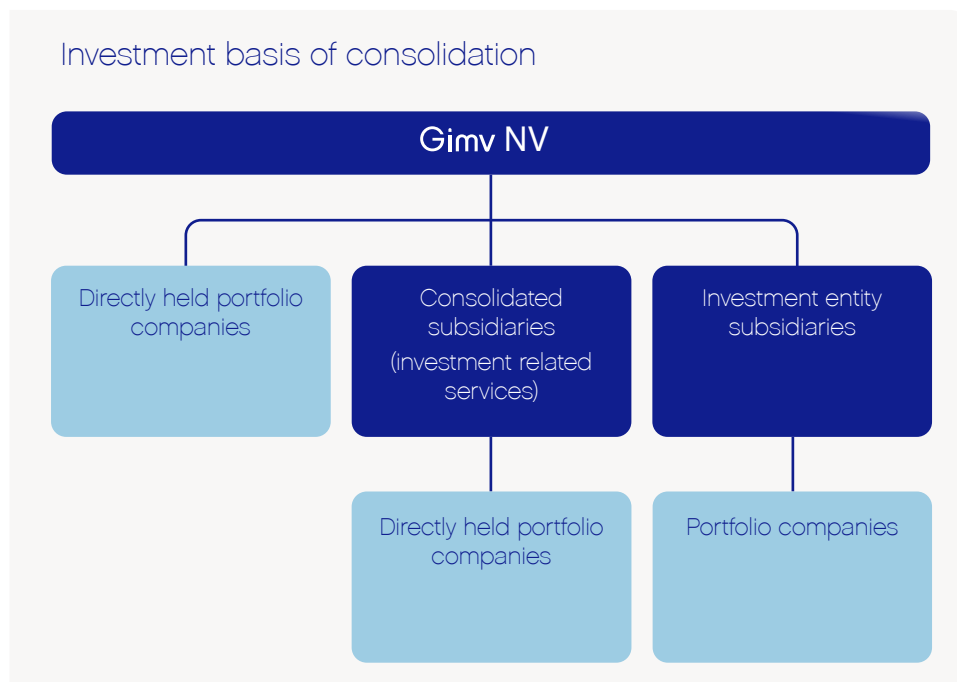 Investment basis of consolidation
Gimv NV
Directly held portfolio
companies
Consolidated
subsidiaries
(investment related
services)
Investment entity
subsidiaries
Directly held portfolio
companies
Portfolio companies